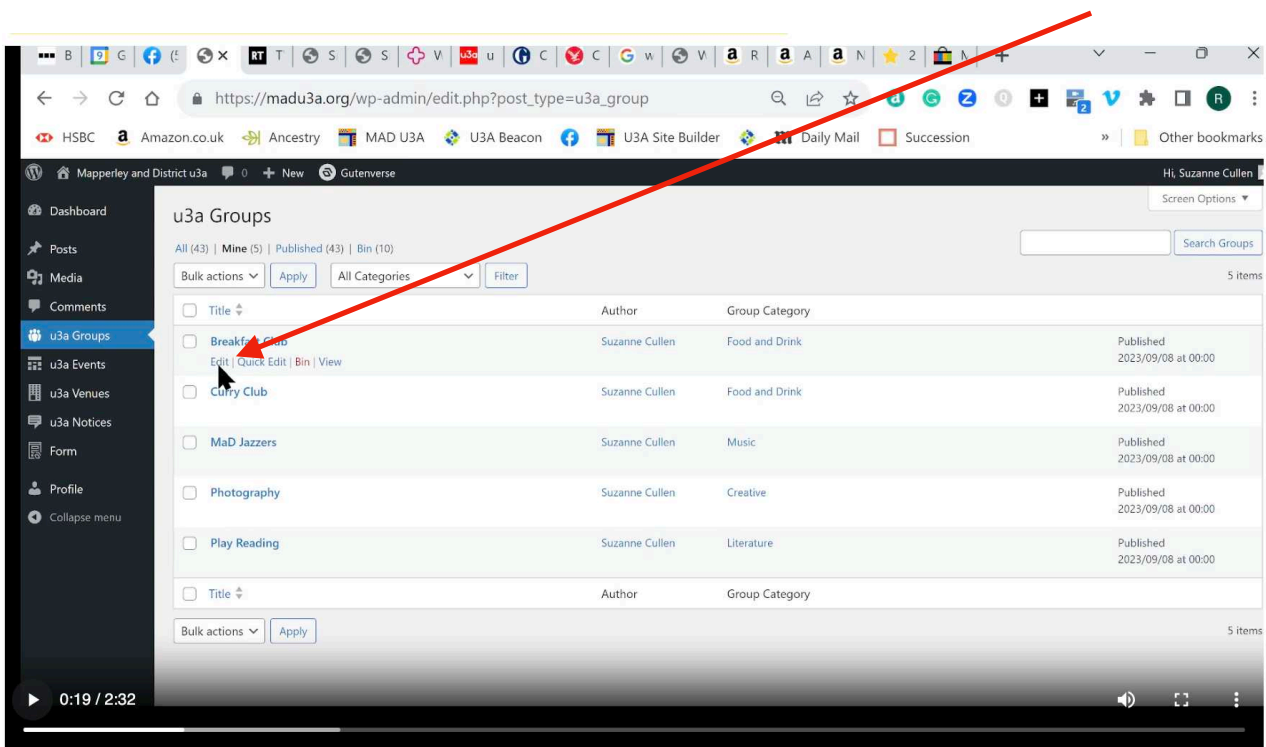 B G (5 RT T S S V u3a u C C G w V a R a A a N 2 N
https://madu3a.org/wp-admin/edit.php?post_type=u3a_group
HSBC Amazon.co.uk Ancestry MAD U3A U3A Beacon U3A Site Builder Daily Mail Succession » Other bookmarks
Mapperley and District u3a 0 + New Gutenverse Hi, Suzanne Cullen
Screen Options ▼
Dashboard
Posts
Media
Comments
u3a Groups
u3a Events
u3a Venues
u3a Notices
Form
Profile
Collapse menu
u3a Groups
All (43) | Mine (5) | Published (43) | Bin (10)
Search Groups
Bulk actions Apply All Categories Filter 5 items
Title Author Group Category
Breakfast Club Suzanne Cullen Food and Drink Published
Edit | Quick Edit | Bin | View 2023/09/08 at 00:00
Curry Club Suzanne Cullen Food and Drink Published
2023/09/08 at 00:00
MaD Jazzers Suzanne Cullen Music Published
2023/09/08 at 00:00
Photography Suzanne Cullen Creative Published
2023/09/08 at 00:00
Play Reading Suzanne Cullen Literature Published
2023/09/08 at 00:00
Title Author Group Category
Bulk actions Apply 5 items
0:19 / 2:32